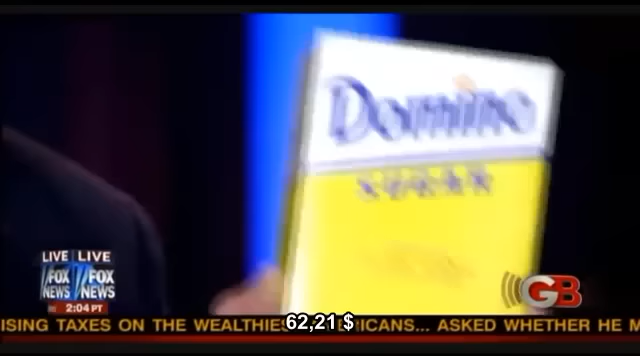 Domino
SUGAR
LIVE LIVE
FOX NEWS FOX NEWS
2:04 PT
GB
ISING TAXES ON THE WEALTHIES ICANS... ASKED WHETHER HE M
62,21 $